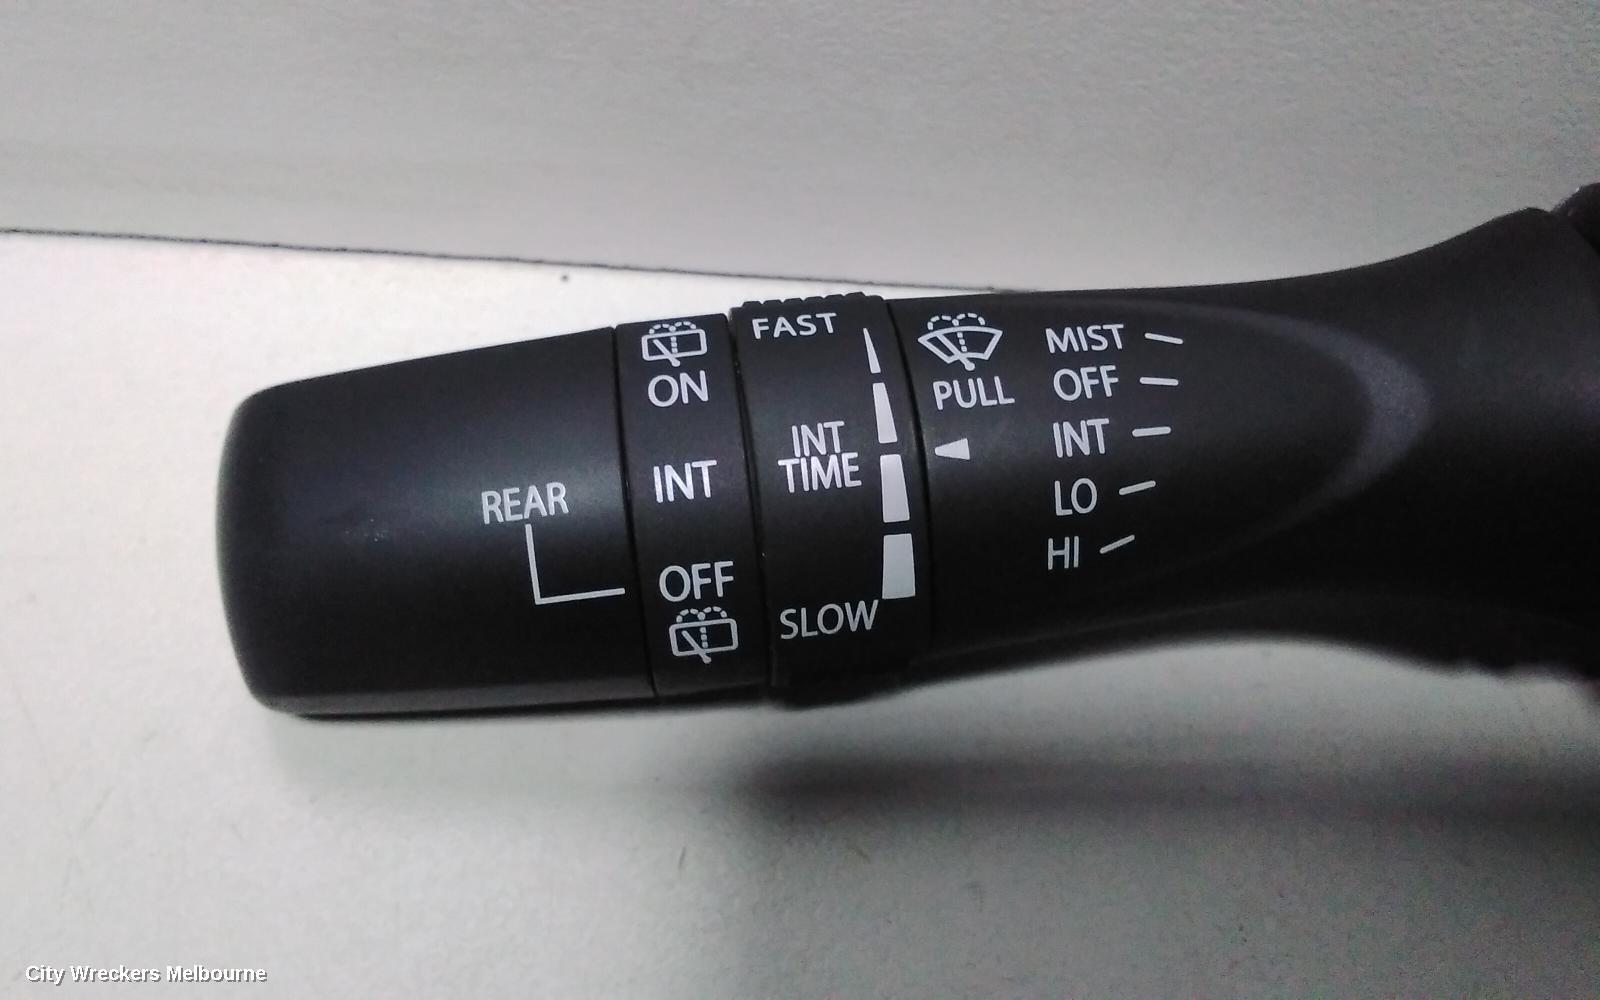 REAR
ON
INT
OFF
FAST
INT
TIME
SLOW
PULL
MIST
OFF
INT
LO
HI
City Wreckers Melbourne